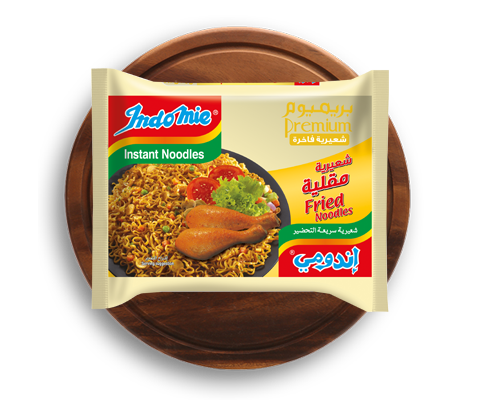 Indomie®
Instant Noodles
بريميوم
Premium
شعيرية فاخرة
شعيرية
مقلية
Fried
Noodles
شعيرية سريعة التحضير
إندومي®